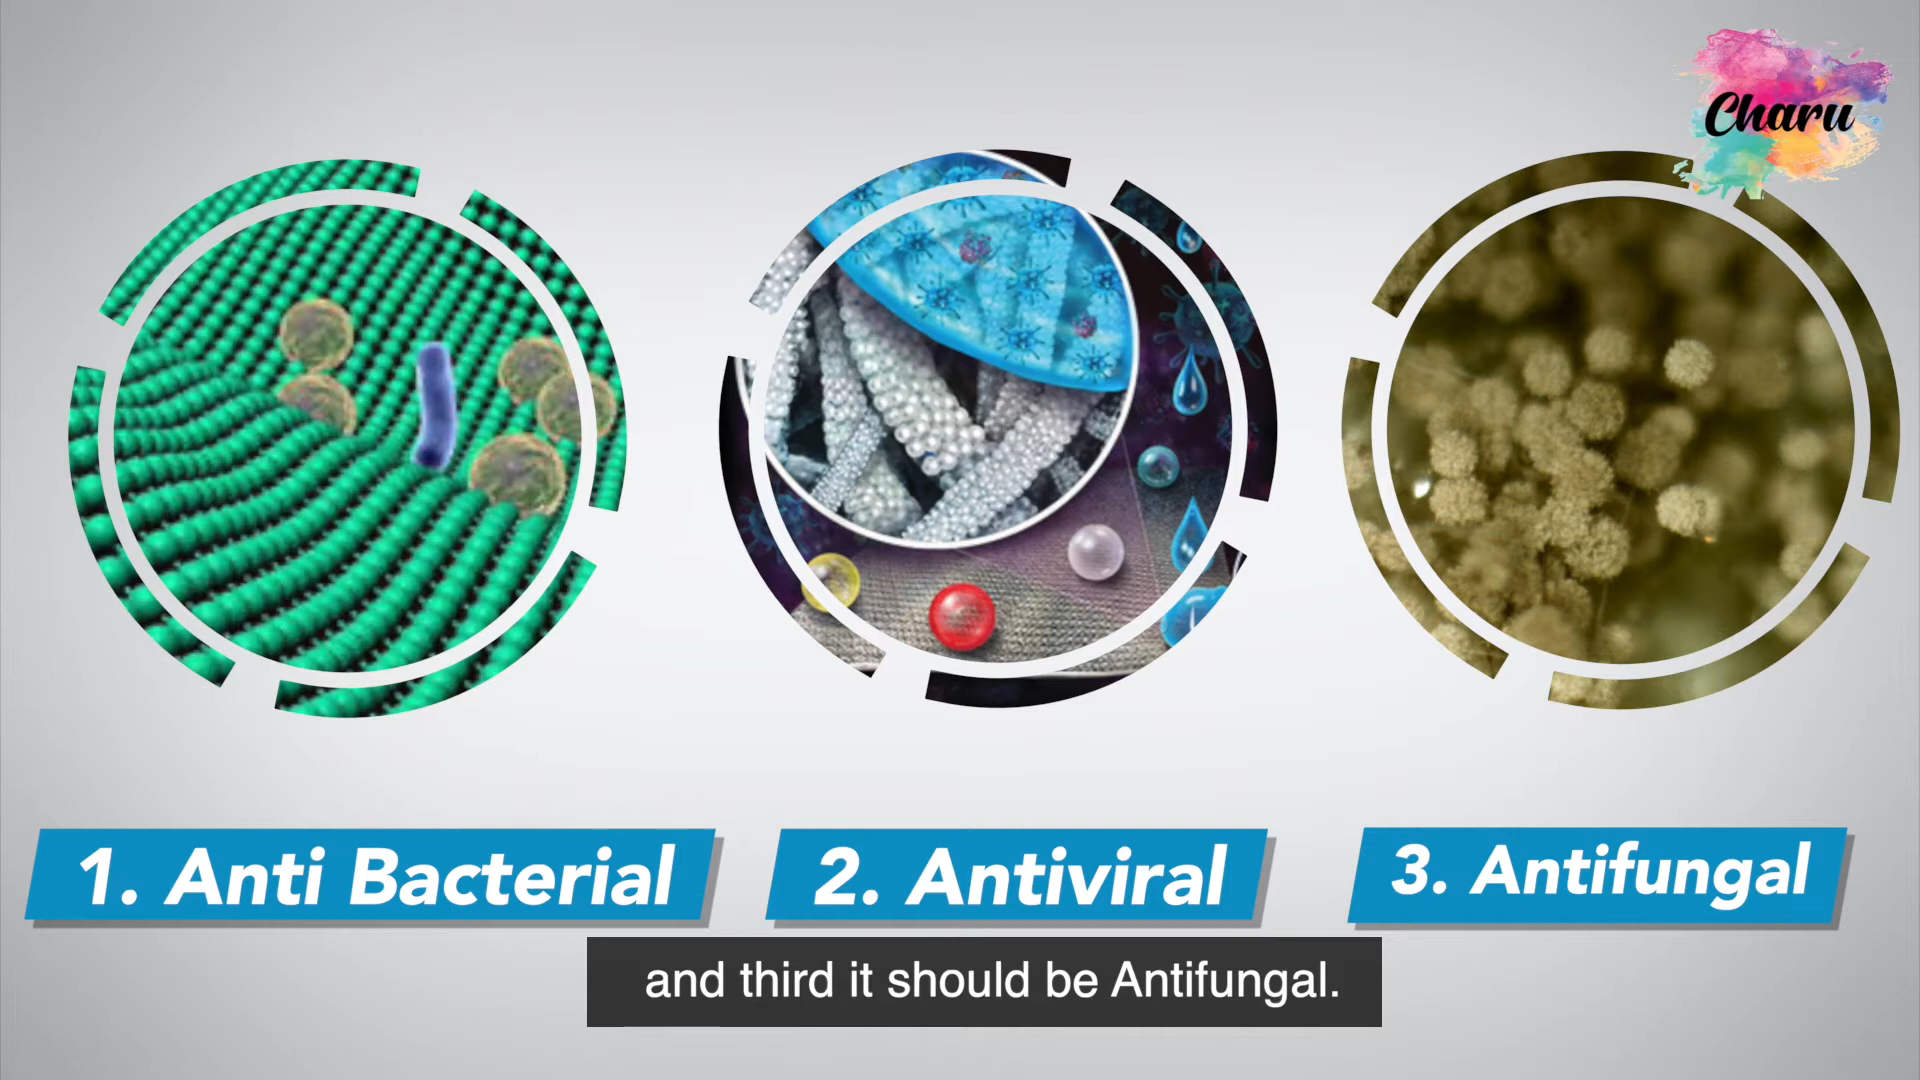 Charu
1. Anti Bacterial
2. Antiviral
3. Antifungal
and third it should be Antifungal.